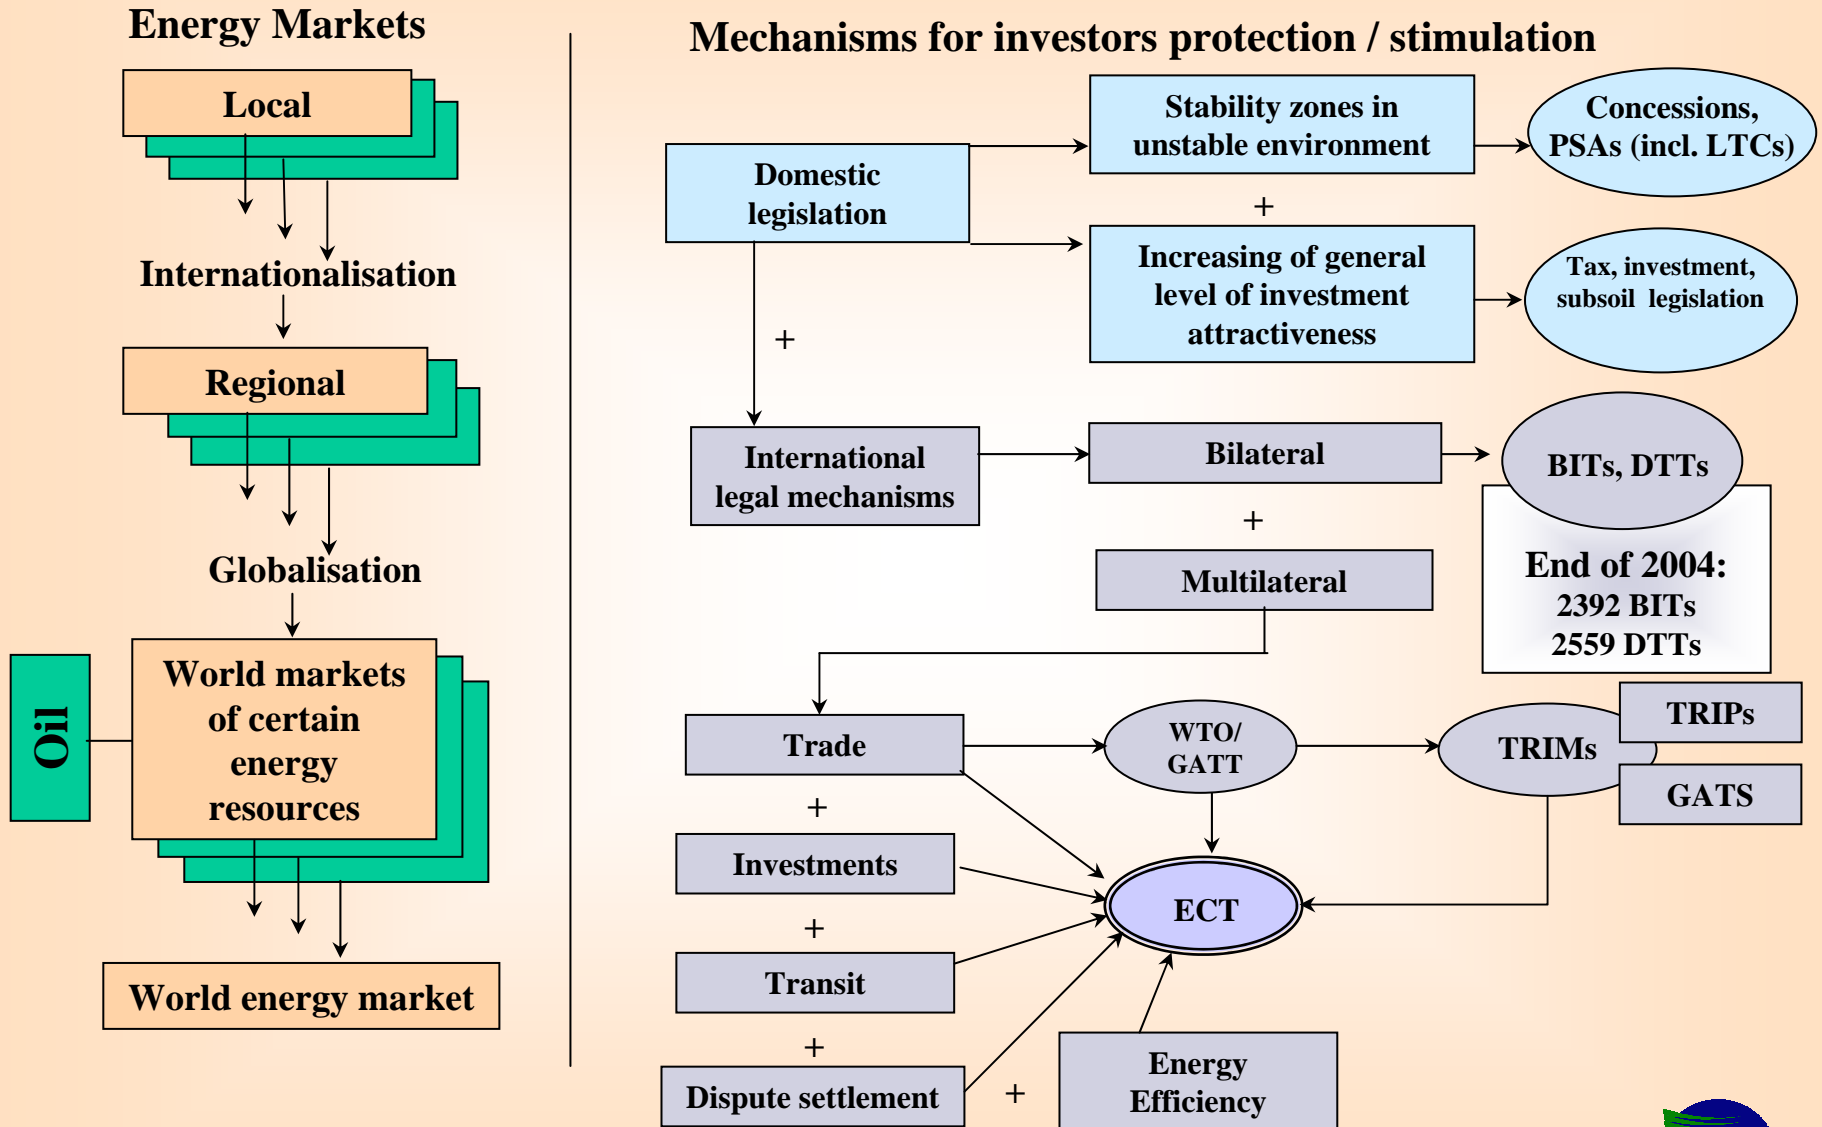 Energy Markets
Local
Internationalisation
Regional
Globalisation
Oil
World markets
of certain
energy
resources
World energy market
Mechanisms for investors protection / stimulation
Domestic
legislation
Stability zones in
unstable environment
Concessions,
PSAs (incl. LTCs)
+
Increasing of general
level of investment
attractiveness
Tax, investment,
subsoil legislation
+
International
legal mechanisms
Bilateral
BITs, DTTs
+
End of 2004:
2392 BITs
2559 DTTs
Multilateral
Trade
WTO/
GATT
TRIMs
TRIPs
GATS
+
Investments
ECT
+
Transit
+
Dispute settlement
+
Energy
Efficiency